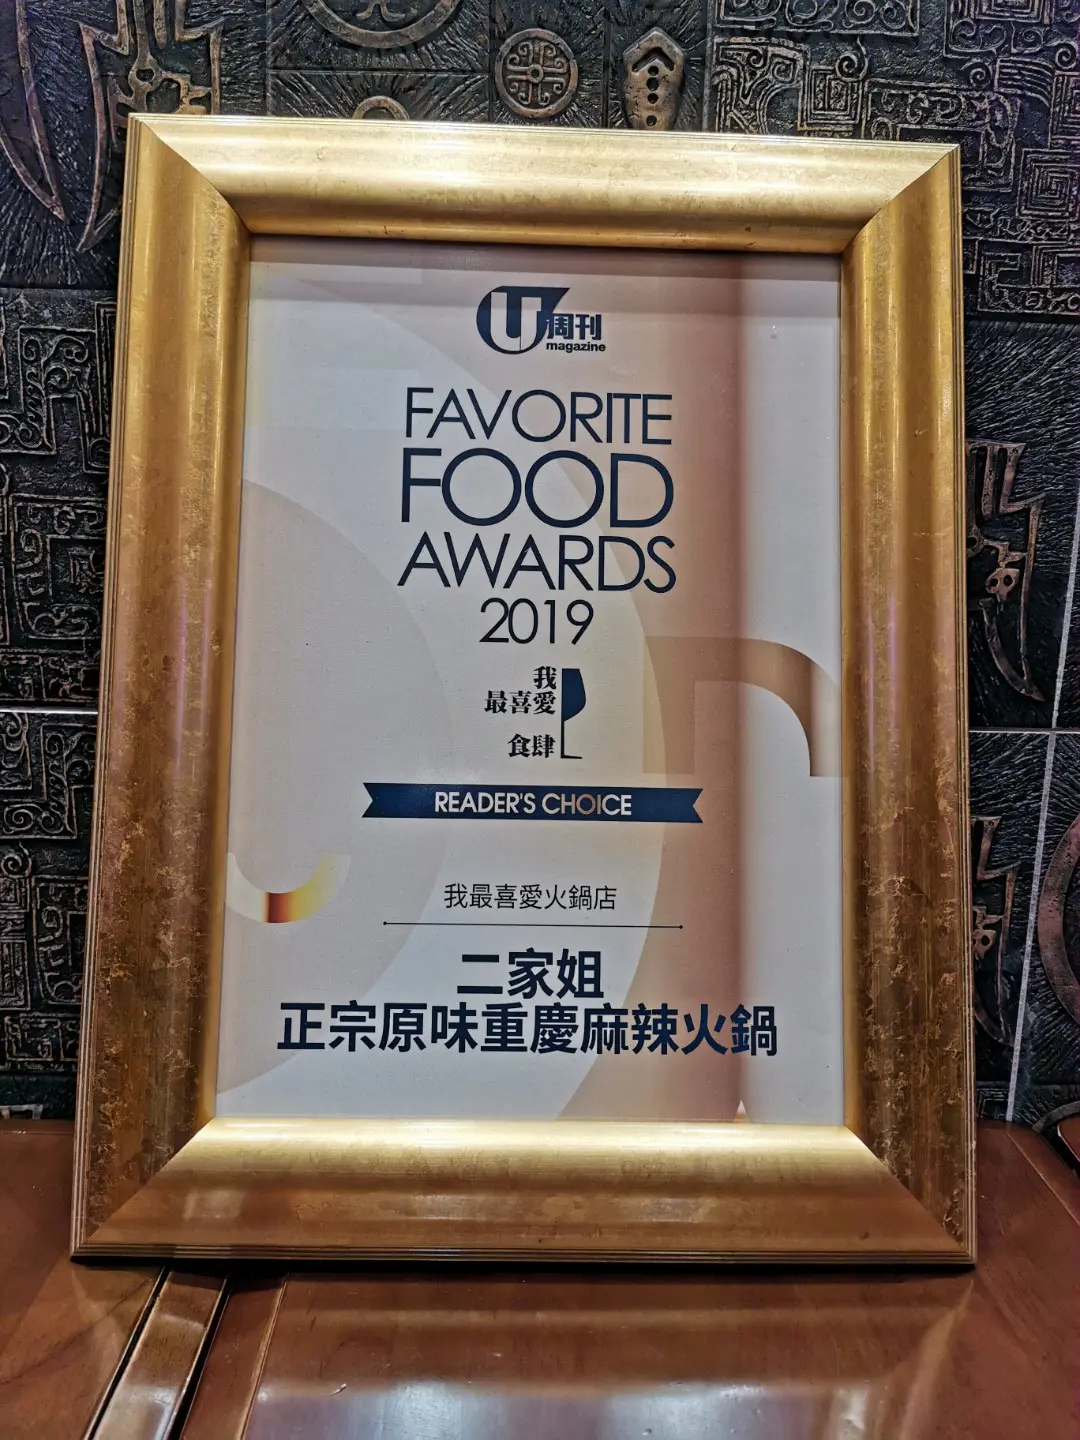 U周刊
magazine
FAVORITE
FOOD
AWARDS
2019
我
最喜愛
食肆
READER'S CHOICE
我最喜愛火鍋店
二家姐
正宗原味重慶麻辣火鍋